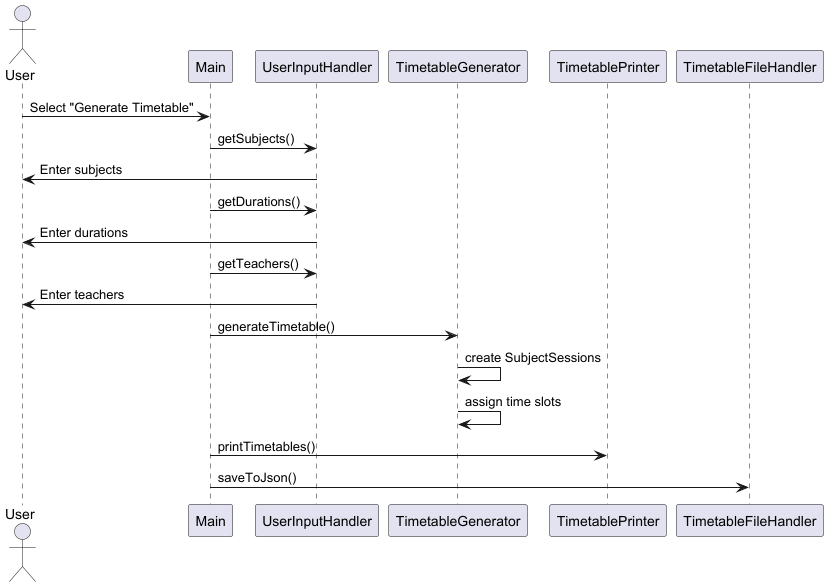 User
Main
UserInputHandler
TimetableGenerator
TimetablePrinter
TimetableFileHandler
Select "Generate Timetable"
getSubjects()
Enter subjects
getDurations()
Enter durations
getTeachers()
Enter teachers
generateTimetable()
create SubjectSessions
assign time slots
printTimetables()
saveToJson()
User
Main
UserInputHandler
TimetableGenerator
TimetablePrinter
TimetableFileHandler